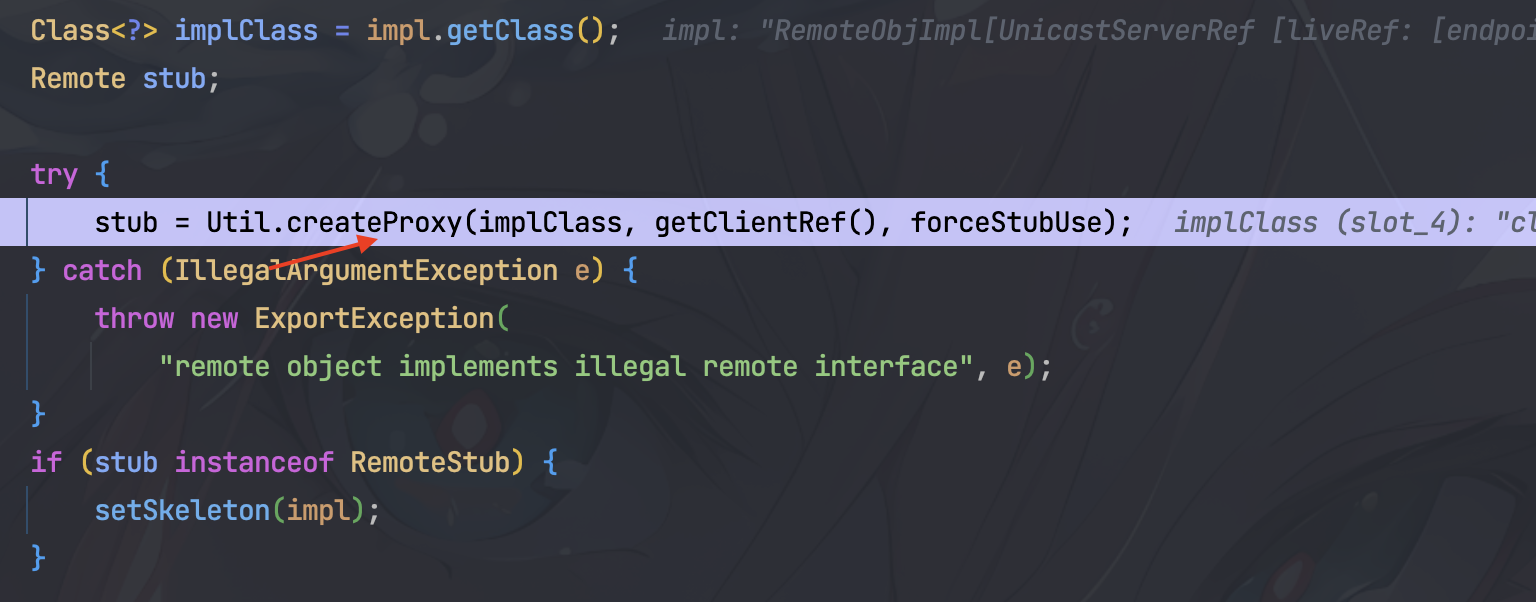 Class<?> implClass = impl.getClass();   impl: "RemoteObjImpl[UnicastServerRef [liveRef: [endpoi
Remote stub;
try {
    stub = Util.createProxy(implClass, getClientRef(), forceStubUse);   implClass (slot_4): "cl
} catch (IllegalArgumentException e) {
    throw new ExportException(
        "remote object implements illegal remote interface", e);
}
if (stub instanceof RemoteStub) {
    setSkeleton(impl);
}